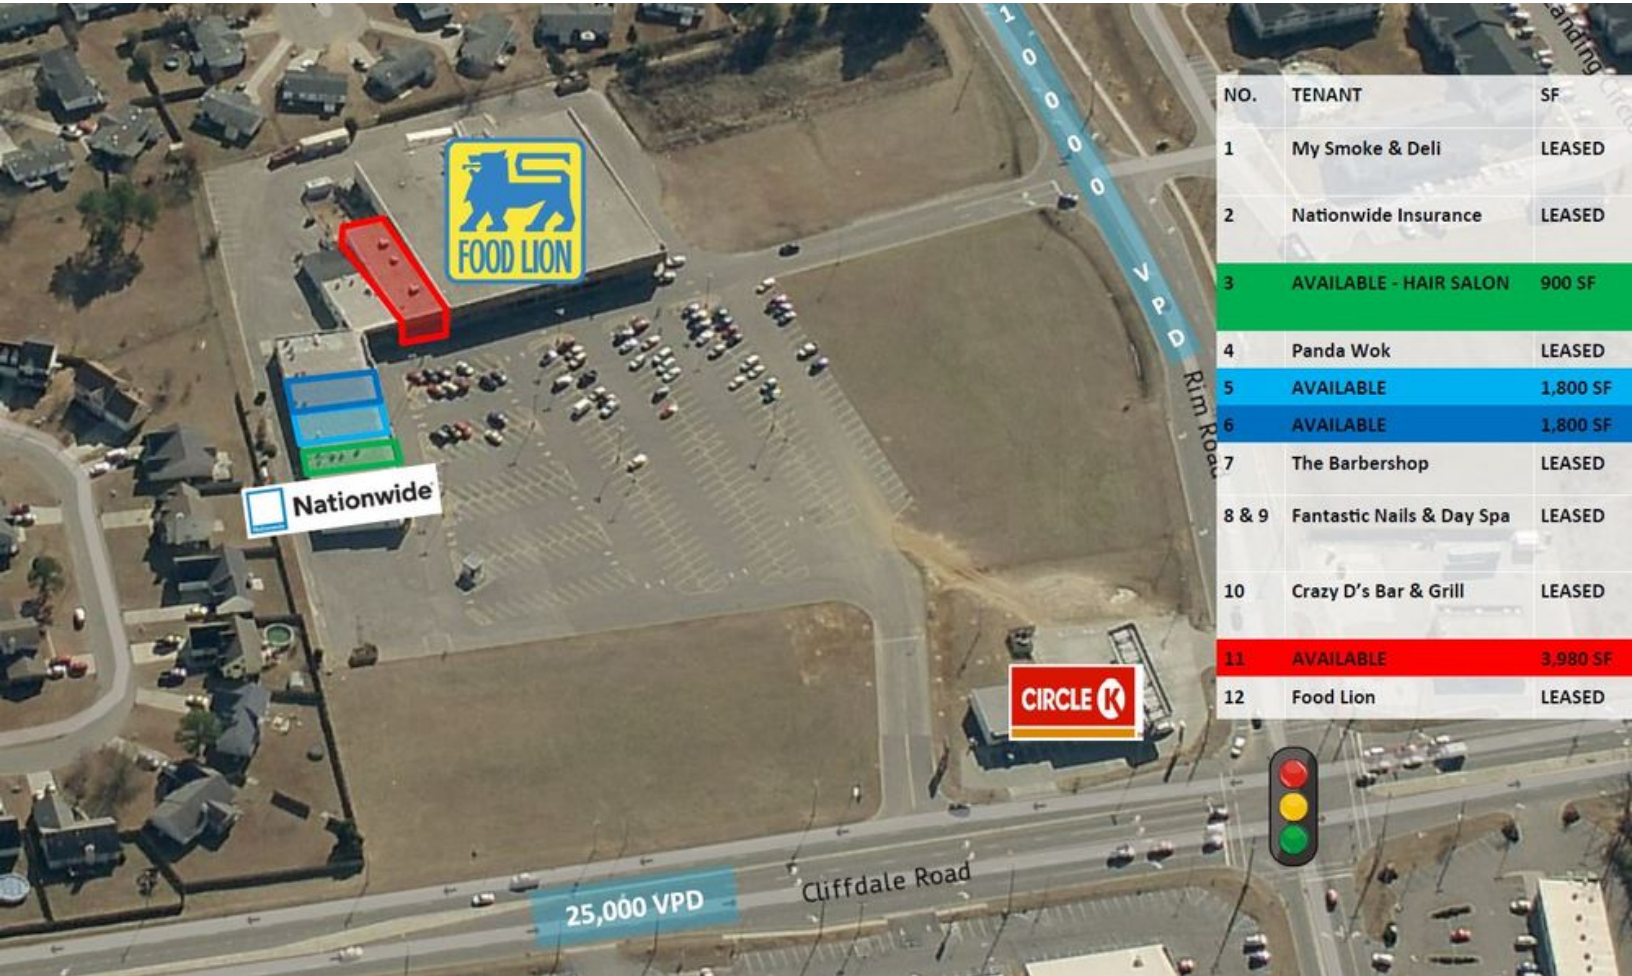 Landing Circle
10000 VPD
NO. TENANT SF
1 My Smoke & Deli LEASED
2 Nationwide Insurance LEASED
3 AVAILABLE - HAIR SALON 900 SF
4 Panda Wok LEASED
5 AVAILABLE 1,800 SF
6 AVAILABLE 1,800 SF
7 The Barbershop LEASED
8 & 9 Fantastic Nails & Day Spa LEASED
10 Crazy D’s Bar & Grill LEASED
11 AVAILABLE 3,980 SF
12 Food Lion LEASED
FOOD LION
Rim Road
Nationwide
CIRCLE K
Cliffdale Road
25,000 VPD